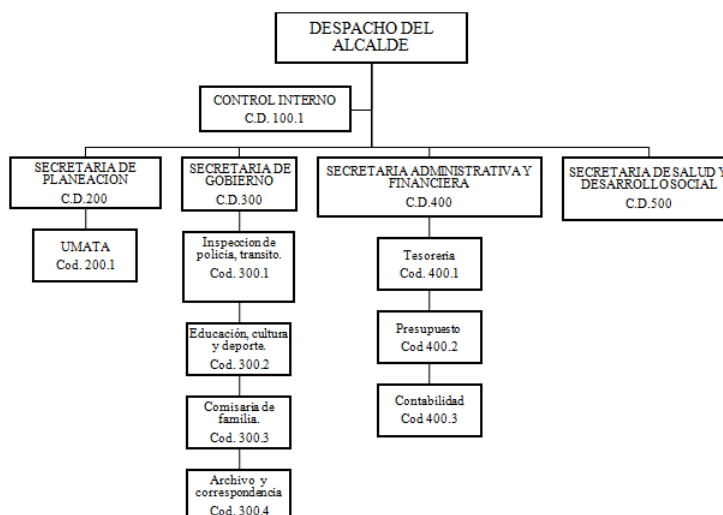 DESPACHO DEL
ALCALDE
CONTROL INTERNO
C.D. 100.1
SECRETARIA DE
PLANEACION
C.D.200
SECRETARIA DE
GOBIERNO
C.D.300
SECRETARIA ADMINISTRATIVA Y
FINANCIERA
C.D.400
SECRETARIA DE SALUD Y
DESARROLLO SOCIAL
C.D.500
UMATA
Cod. 200.1
Inspeccion de
policia, transito.
Cod. 300.1
Educación, cultura
y deporte.
Cod. 300.2
Comisaria de
familia.
Cod. 300.3
Archivo y
correspondencia
Cod. 300.4
Tesoreria
Cod. 400.1
Presupuesto
Cod 400.2
Contabilidad
Cod 400.3